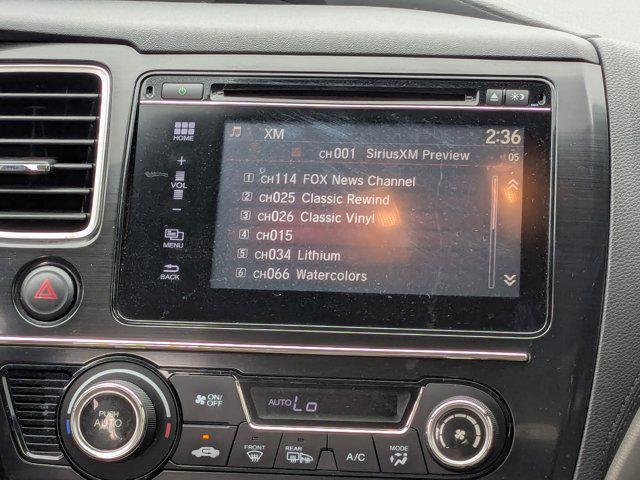 XM 2:36
CH001 SiriusXM Preview 05
HOME
1 CH114 FOX News Channel
2 CH025 Classic Rewind
VOL
3 CH026 Classic Vinyl
4 CH015
MENU
5 CH034 Lithium
BACK
6 CH066 Watercolors
PUSH
AUTO
ON/
OFF
AUTO Lo
FRONT
REAR
A/C
MODE